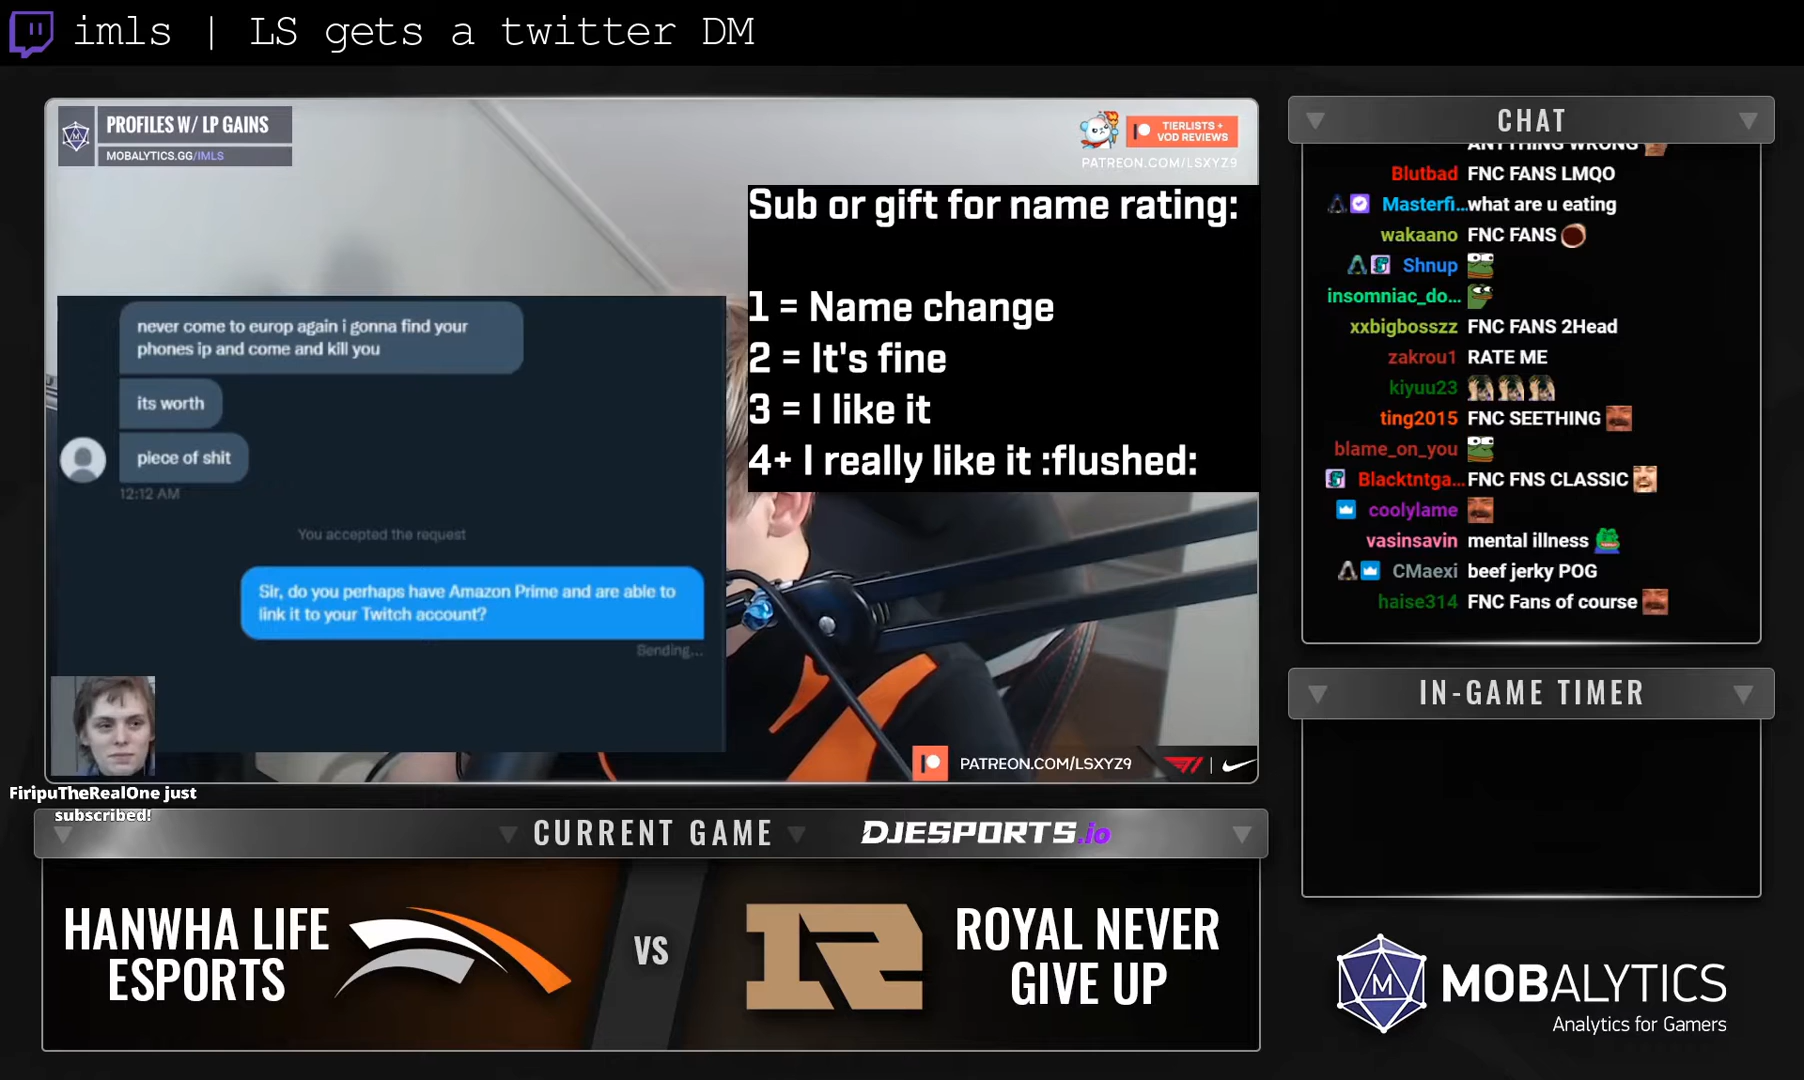 imls | LS gets a twitter DM
PROFILES W/ LP GAINS
MOBALYTICS.GG/IMLS
TIERLISTS +
VOD REVIEWS
PATREON.COM/LSXYZ9
Sub or gift for name rating:
1 = Name change
2 = It's fine
3 = I like it
4+ I really like it :flushed:
never come to europ again i gonna find your
phones ip and come and kill you
its worth
piece of shit
12:12 AM
You accepted the request
Sir, do you perhaps have Amazon Prime and are able to
link it to your Twitch account?
Sending...
PATREON.COM/LSXYZ9
FiripuTheRealOne just
subscribed!
CHAT
ANYTHING WRONG
Blutbad FNC FANS LMQO
Masterfi... what are u eating
wakaano FNC FANS
Shnup
insomniac_do...
xxbigbosszz FNC FANS 2Head
zakrou1 RATE ME
kiyuu23
ting2015 FNC SEETHING
blame_on_you
Blacktntga... FNC FNS CLASSIC
coolylame
vasinsavin mental illness
CMaexi beef jerky POG
haise314 FNC Fans of course
IN-GAME TIMER
CURRENT GAME
DJESPORTS.io
HANWHA LIFE
ESPORTS
VS
ROYAL NEVER
GIVE UP
M
MOBALYTICS
Analytics for Gamers